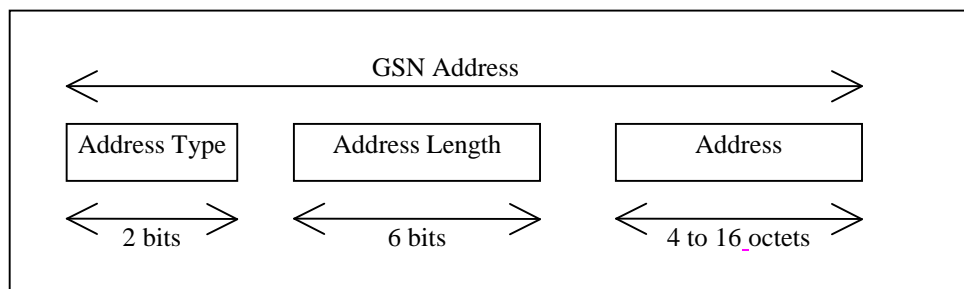 GSN Address
Address Type Address Length Address
2 bits 6 bits 4 to 16 octets